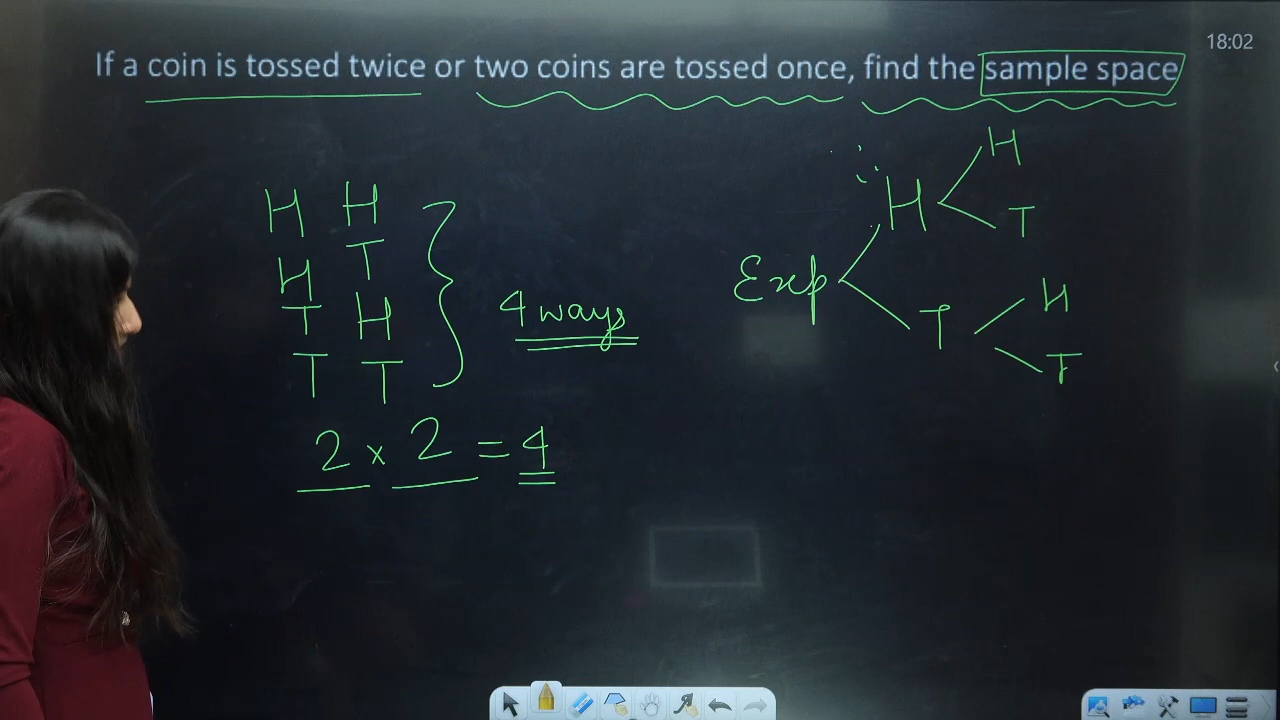 18:02
If a coin is tossed twice or two coins are tossed once, find the sample space
H H
H T
T H
T T
4 ways
2 x 2 = 4
Exp
H
H
T
T
H
T